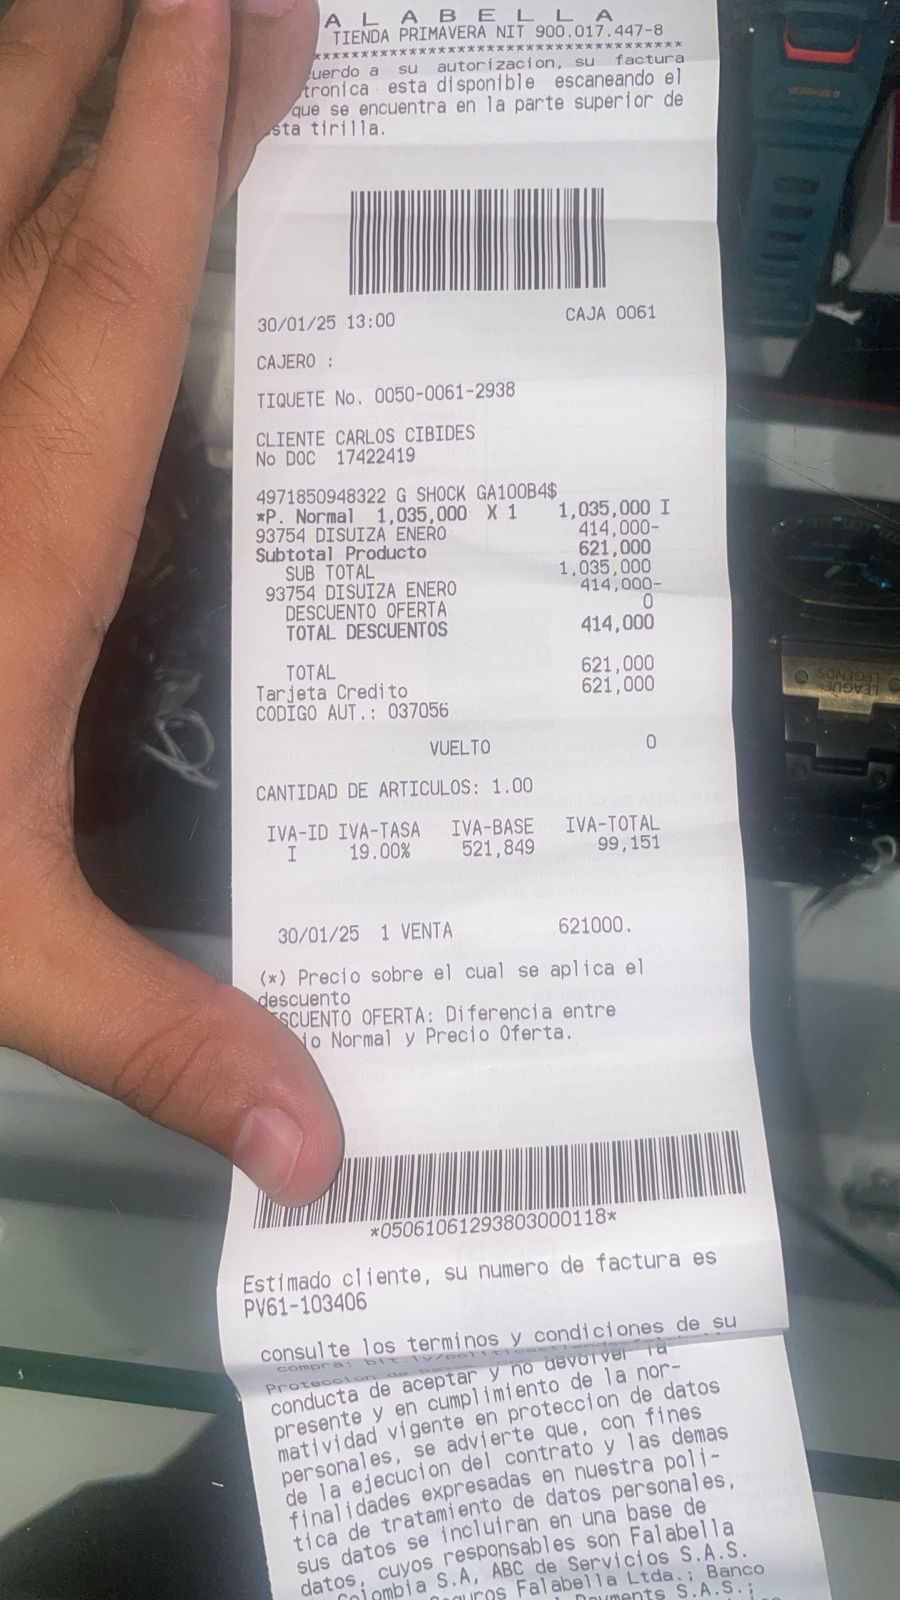 ALABELLA
TIENDA PRIMAVERA NIT 900.017.447-8
****************************************
uerdo a su autorizacion, su factura
tronica esta disponible escaneando el
que se encuentra en la parte superior de
sta tirilla.
30/01/25 13:00 CAJA 0061
CAJERO :
TIQUETE No. 0050-0061-2938
CLIENTE CARLOS CIBIDES
No DOC 17422419
4971850948322 G SHOCK GA100B4$
*P. Normal 1,035,000 X 1 1,035,000 I
93754 DISUIZA ENERO 414,000-
Subtotal Producto 621,000
SUB TOTAL 1,035,000
93754 DISUIZA ENERO 414,000-
DESCUENTO OFERTA 0
TOTAL DESCUENTOS 414,000
TOTAL 621,000
Tarjeta Credito 621,000
CODIGO AUT.: 037056
VUELTO 0
CANTIDAD DE ARTICULOS: 1.00
IVA-ID IVA-TASA IVA-BASE IVA-TOTAL
I 19.00% 521,849 99,151
30/01/25 1 VENTA 621000.
(*) Precio sobre el cual se aplica el
descuento
SCUENTO OFERTA: Diferencia entre
io Normal y Precio Oferta.
*05061061293803000118*
Estimado cliente, su numero de factura es
PV61-103406
consulte los terminos y condiciones de su
compra:
conducta de aceptar y no devolver la
presente y en cumplimiento de la nor-
matividad vigente en proteccion de datos
personales, se advierte que, con fines
de la ejecucion del contrato y las demas
finalidades expresadas en nuestra poli-
tica de tratamiento de datos personales,
sus datos se incluiran en una base de
datos, cuyos responsables son Falabella
Colombia S.A, ABC de Servicios S.A.S.
Falabella Ltda.; Banco
S.A.S.;
LEAGUE
LEGENDS